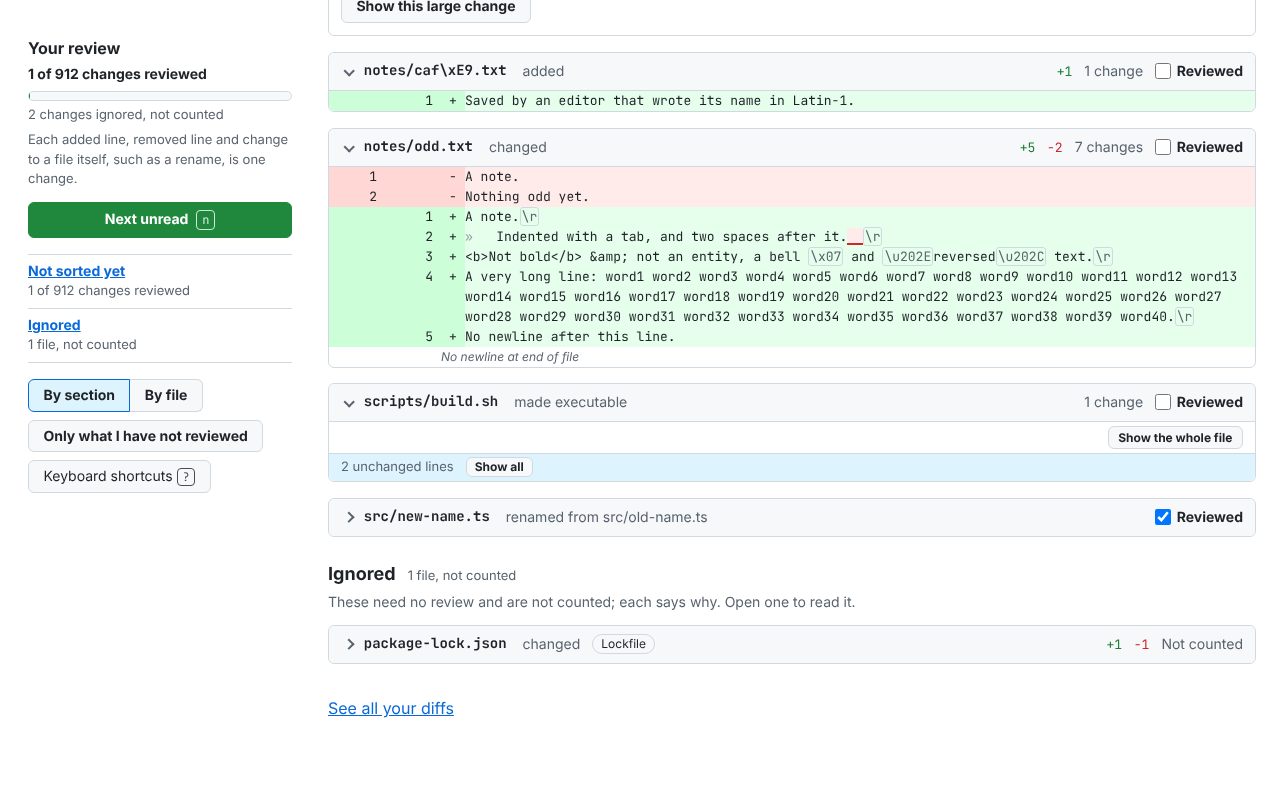 Show this large change
Your review
1 of 912 changes reviewed
2 changes ignored, not counted
Each added line, removed line and change
to a file itself, such as a rename, is one
change.
Next unread n
Not sorted yet
1 of 912 changes reviewed
Ignored
1 file, not counted
By section By file
Only what I have not reviewed
Keyboard shortcuts ?
notes/caf\xE9.txt added +1 1 change Reviewed
1 + Saved by an editor that wrote its name in Latin-1.
notes/odd.txt changed +5 -2 7 changes Reviewed
1 - A note.
2 - Nothing odd yet.
1 + A note.\r
2 + » Indented with a tab, and two spaces after it. \r
3 + <b>Not bold</b> &amp; not an entity, a bell \x07 and \u202Ereversed\u202C text.\r
4 + A very long line: word1 word2 word3 word4 word5 word6 word7 word8 word9 word10 word11 word12 word13
word14 word15 word16 word17 word18 word19 word20 word21 word22 word23 word24 word25 word26 word27
word28 word29 word30 word31 word32 word33 word34 word35 word36 word37 word38 word39 word40.\r
5 + No newline after this line.
No newline at end of file
scripts/build.sh made executable 1 change Reviewed
Show the whole file
2 unchanged lines Show all
src/new-name.ts renamed from src/old-name.ts Reviewed
Ignored 1 file, not counted
These need no review and are not counted; each says why. Open one to read it.
package-lock.json changed Lockfile +1 -1 Not counted
See all your diffs